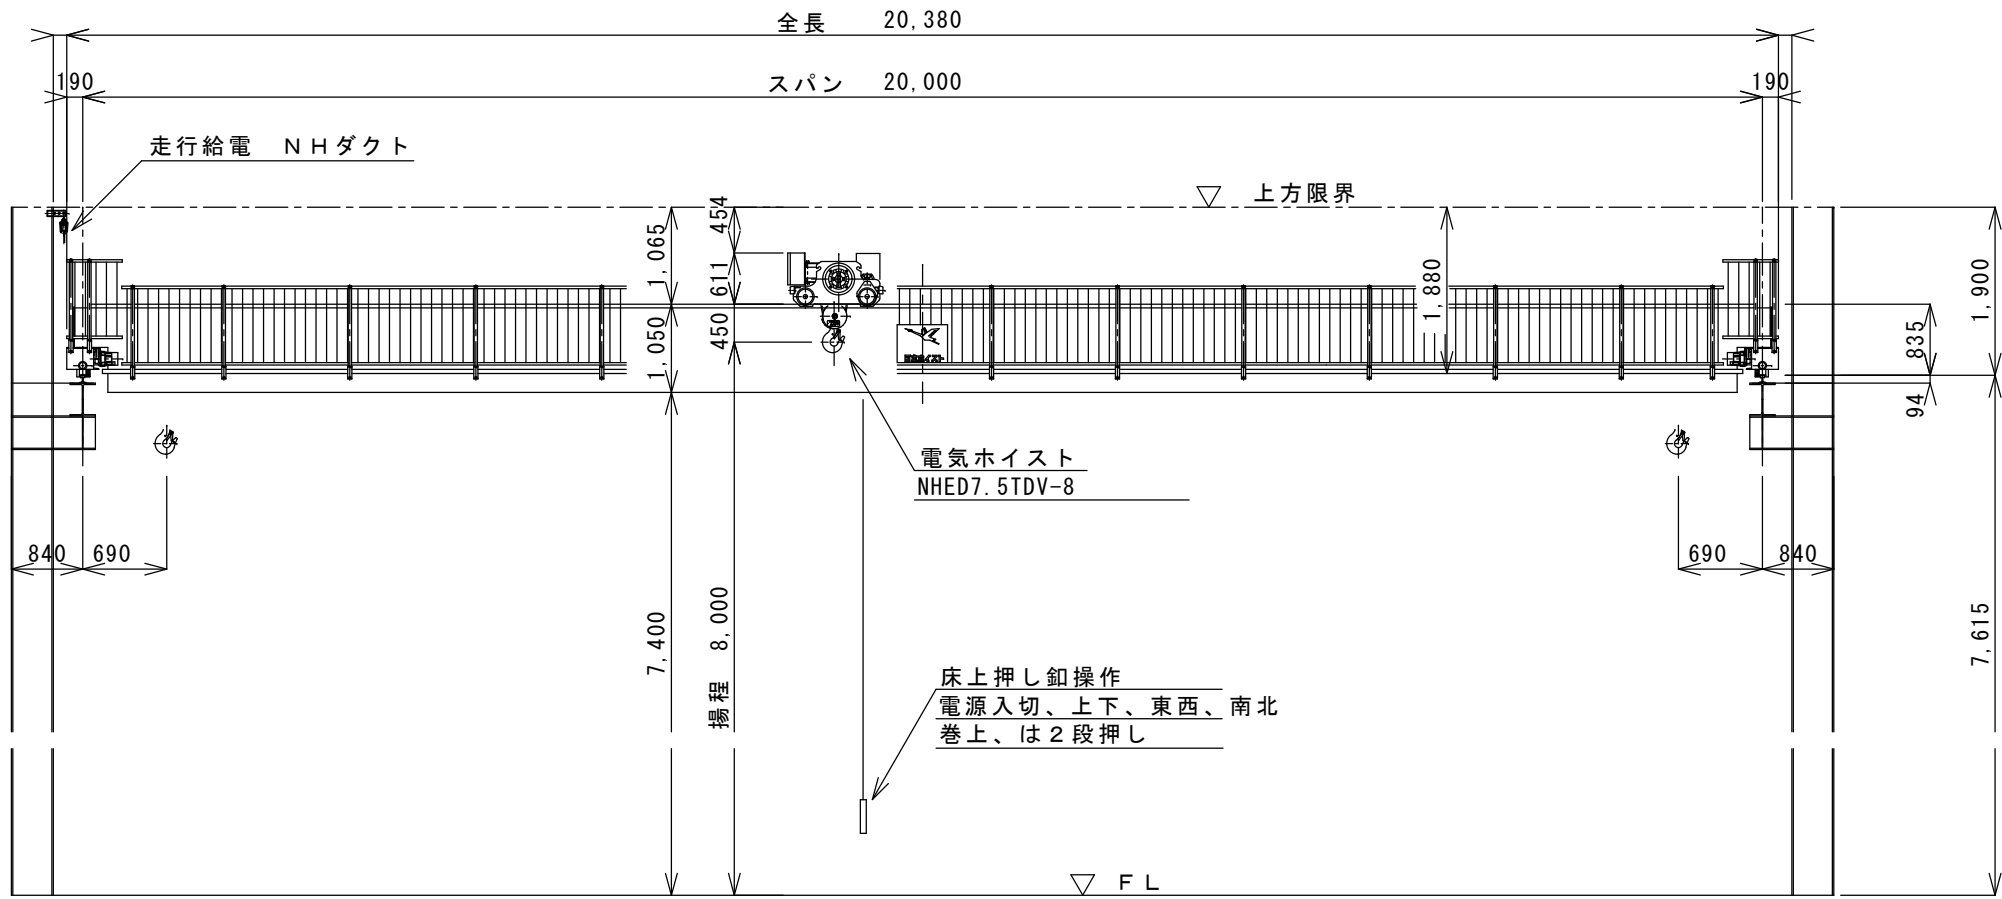 全長 20,380
190
スパン 20,000
190
走行給電 NHダクト
上方限界
454
1,065
611
1,880
1,900
1,050
450
835
94
電気ホイスト
NHED7.5TDV-8
840
690
690
840
7,400
揚程 8,000
7,615
床上押し釦操作
電源入切、上下、東西、南北
巻上、は2段押し
FL